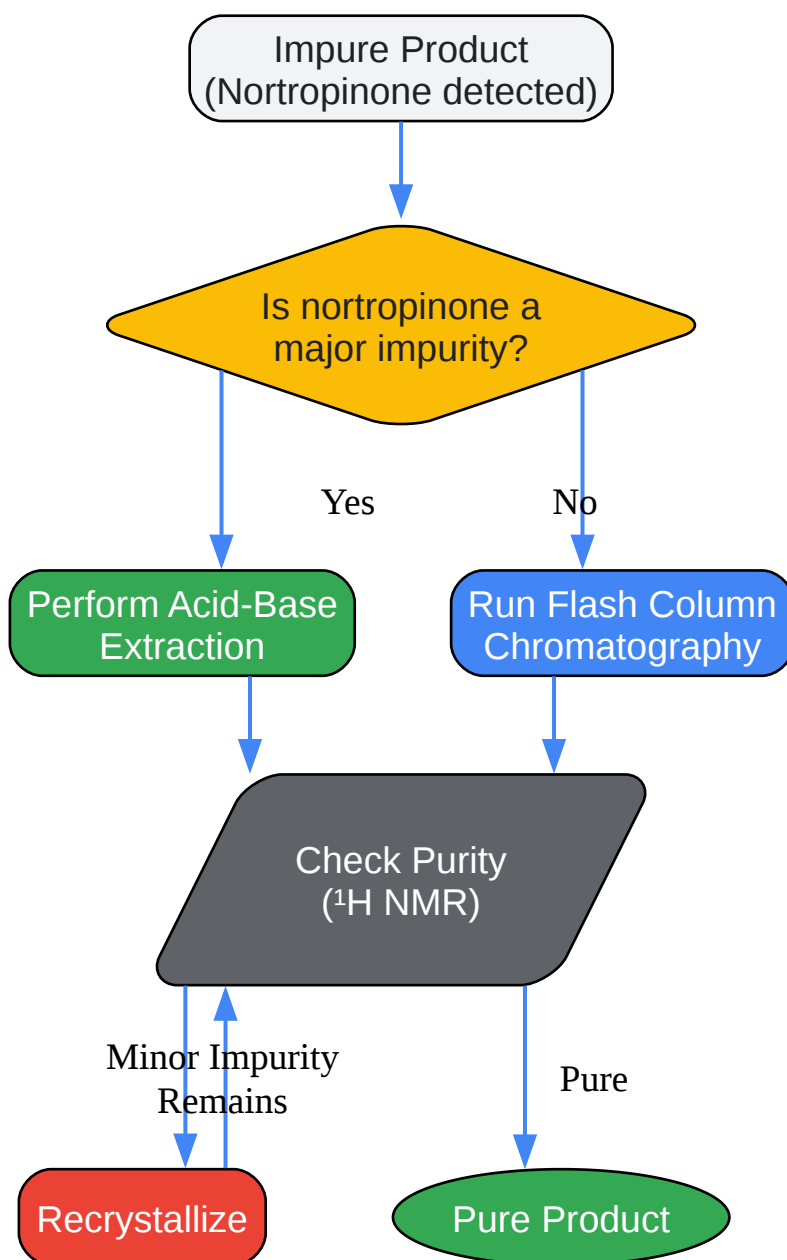 Impure Product
(Nortropinone detected)
Is nortropinone a
major impurity?
Yes
No
Perform Acid-Base
Extraction
Run Flash Column
Chromatography
Check Purity
(¹H NMR)
Minor Impurity
Remains
Pure
Recrystallize
Pure Product